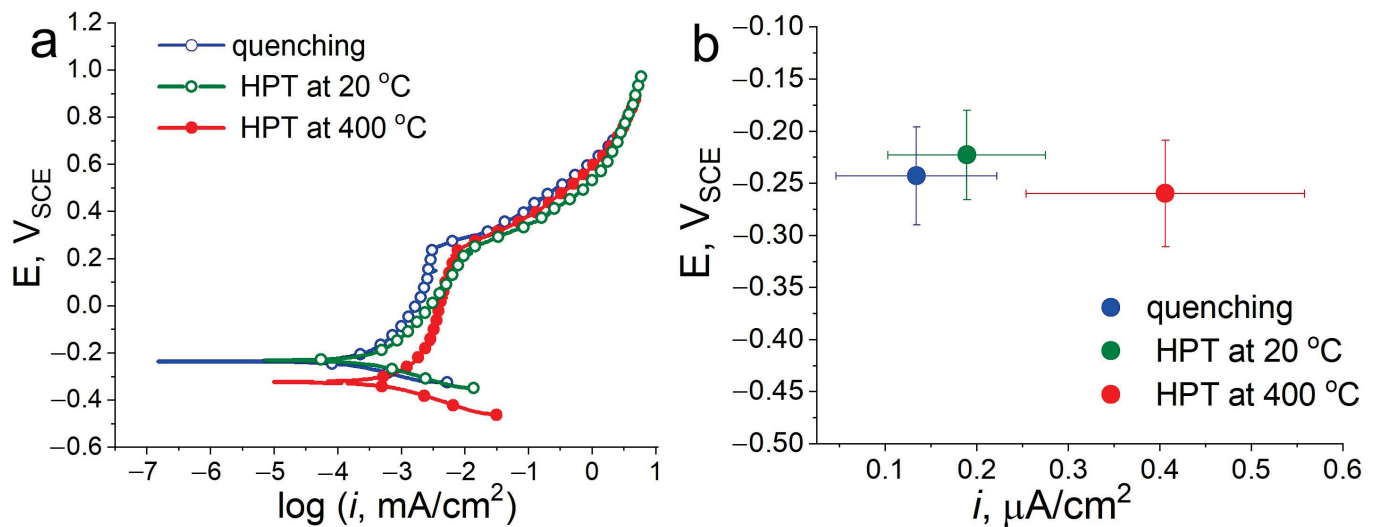 a
quenching
HPT at 20 °C
HPT at 400 °C
E, V_SCE
1.2
1.0
0.8
0.6
0.4
0.2
0.0
−0.2
−0.4
−0.6
−7 −6 −5 −4 −3 −2 −1 0 1
log (i, mA/cm²)
b
E, V_SCE
−0.10
−0.15
−0.20
−0.25
−0.30
−0.35
−0.40
−0.45
−0.50
quenching
HPT at 20 °C
HPT at 400 °C
0.1 0.2 0.3 0.4 0.5 0.6
i, μA/cm²